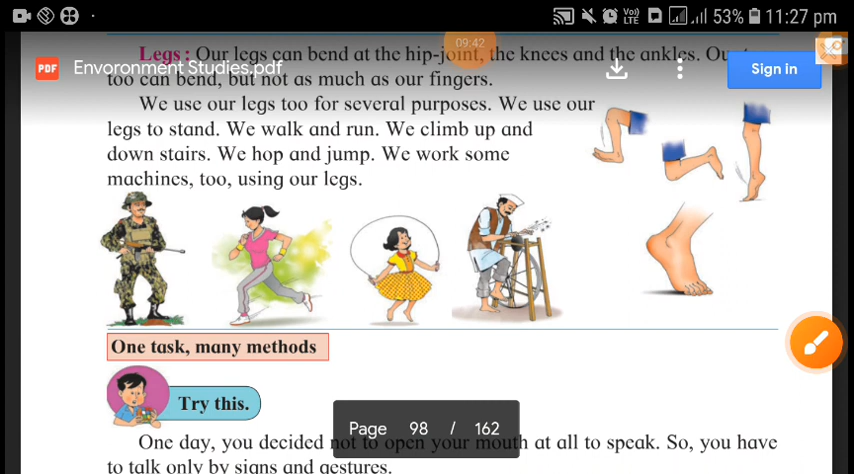 Vo)) LTE 53% 11:27 pm
09:42
Legs : Our legs can bend at the hip-joint, the knees and the ankles.
PDF Envoronment Studies.pdf Sign in
too can bend, but not as much as our fingers.
We use our legs too for several purposes. We use our
legs to stand. We walk and run. We climb up and
down stairs. We hop and jump. We work some
machines, too, using our legs.
One task, many methods
Try this.
Page 98 / 162
One day, you decided not to open your mouth at all to speak. So, you have
to talk only by signs and gestures.